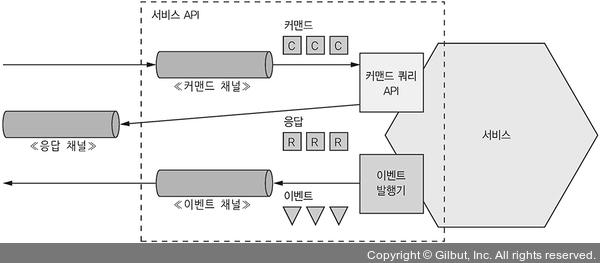 서비스 API
커맨드
C C C
≪커맨드 채널≫
커맨드 쿼리
API
≪응답 채널≫
응답
R R R
서비스
이벤트
발행기
≪이벤트 채널≫
이벤트
Copyright © Gilbut, Inc. All rights reserved.